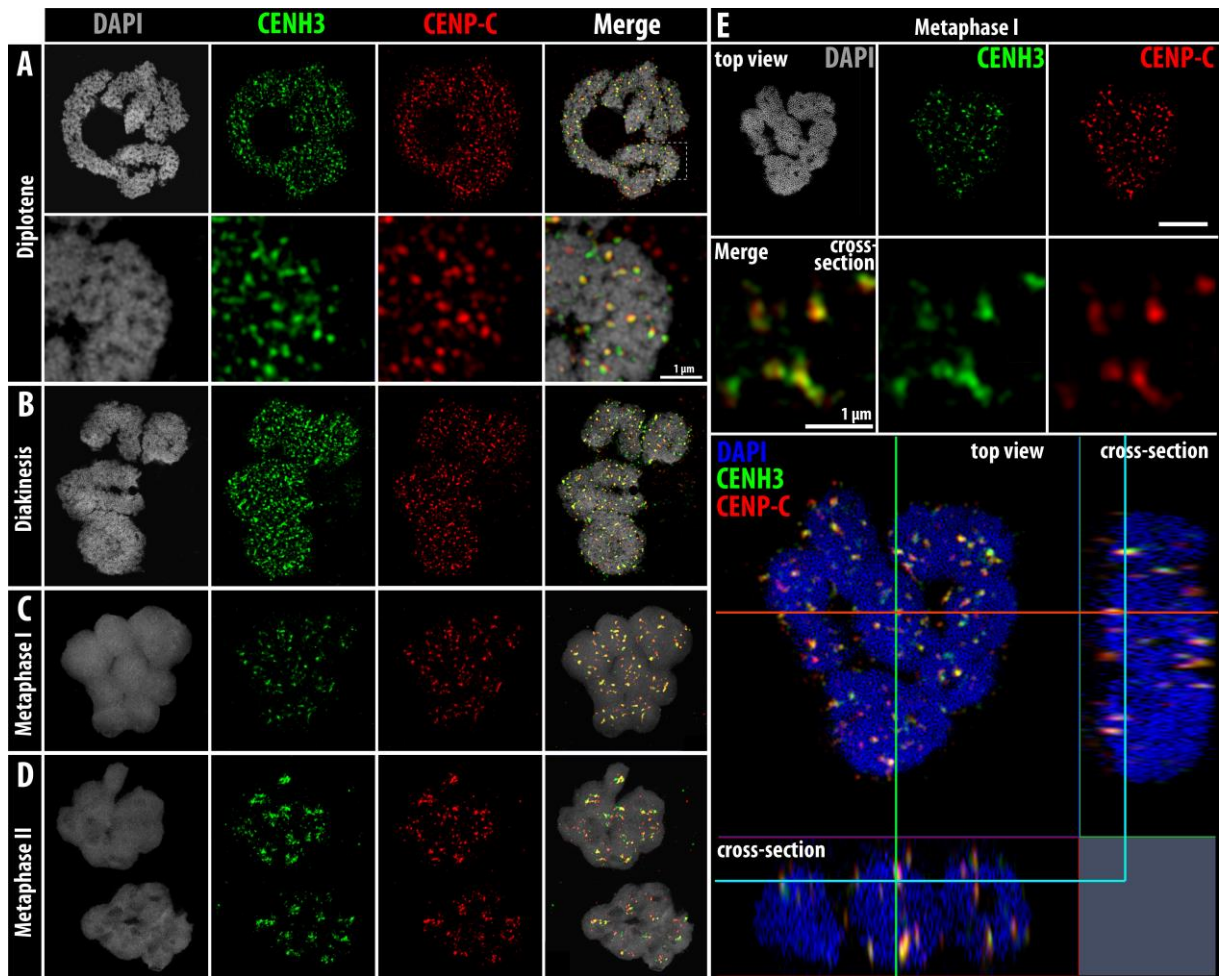 DAPI CENH3 CENP-C Merge
A
Diplotene
1 µm
B
Diakinesis
C
Metaphase I
D
Metaphase II
E
Metaphase I
top view DAPI CENH3 CENP-C
Merge cross-
section
1 µm
DAPI top view cross-section
CENH3
CENP-C
cross-section